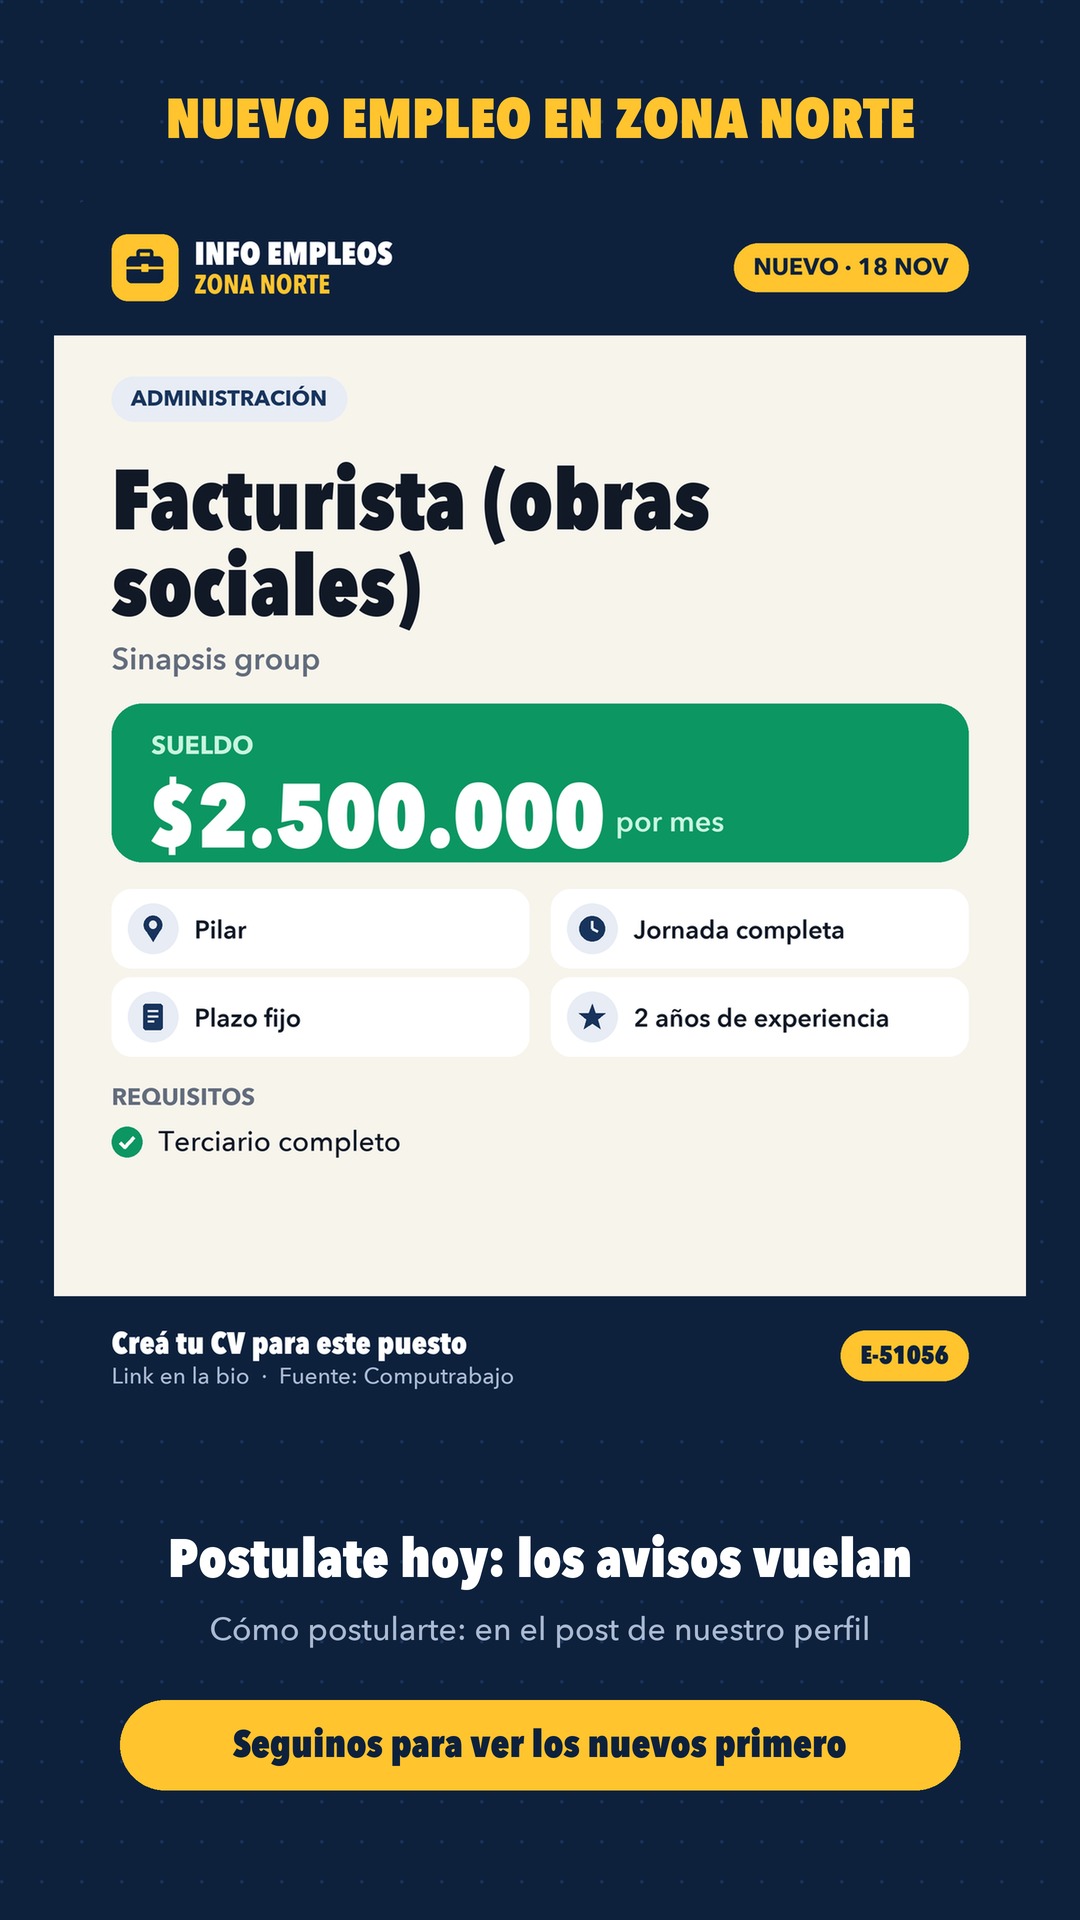 NUEVO EMPLEO EN ZONA NORTE
INFO EMPLEOS
ZONA NORTE
NUEVO · 18 NOV
ADMINISTRACIÓN
Facturista (obras
sociales)
Sinapsis group
SUELDO
$2.500.000 por mes
Pilar
Jornada completa
Plazo fijo
2 años de experiencia
REQUISITOS
Terciario completo
Creá tu CV para este puesto
Link en la bio · Fuente: Computrabajo
E-51056
Postulate hoy: los avisos vuelan
Cómo postularte: en el post de nuestro perfil
Seguinos para ver los nuevos primero